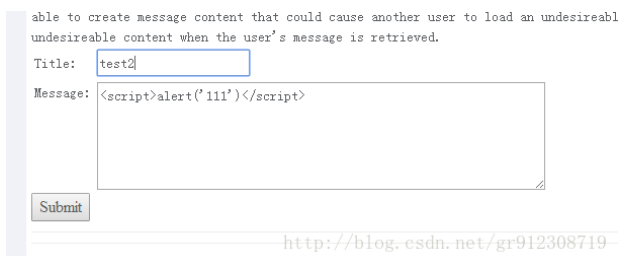 able to create message content that could cause another user to load an undesireabl
undesireable content when the user's message is retrieved.
Title: test2
Message: <script>alert('111')</script>
Submit
http://blog.csdn.net/gr912308719